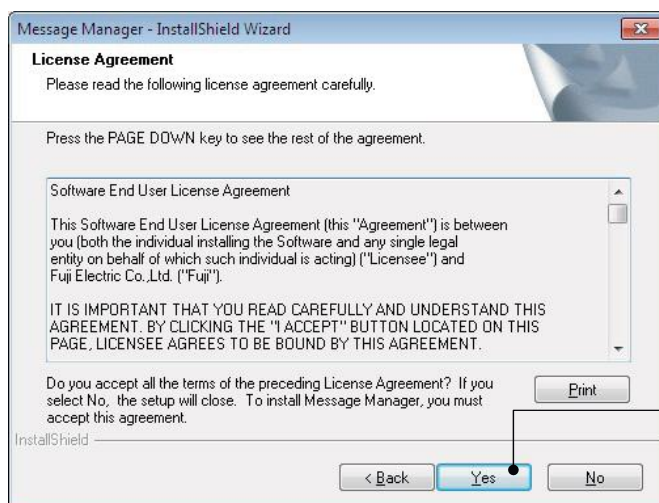 Message Manager - InstallShield Wizard
License Agreement
Please read the following license agreement carefully.
Press the PAGE DOWN key to see the rest of the agreement.
Software End User License Agreement
This Software End User License Agreement (this "Agreement") is between
you (both the individual installing the Software and any single legal
entity on behalf of which such individual is acting) ("Licensee") and
Fuji Electric Co.,Ltd. ("Fuji").
IT IS IMPORTANT THAT YOU READ CAREFULLY AND UNDERSTAND THIS
AGREEMENT. BY CLICKING THE "I ACCEPT" BUTTON LOCATED ON THIS
PAGE, LICENSEE AGREES TO BE BOUND BY THIS AGREEMENT.
Do you accept all the terms of the preceding License Agreement? If you
select No, the setup will close. To install Message Manager, you must
accept this agreement.
Print
InstallShield
< Back
Yes
No